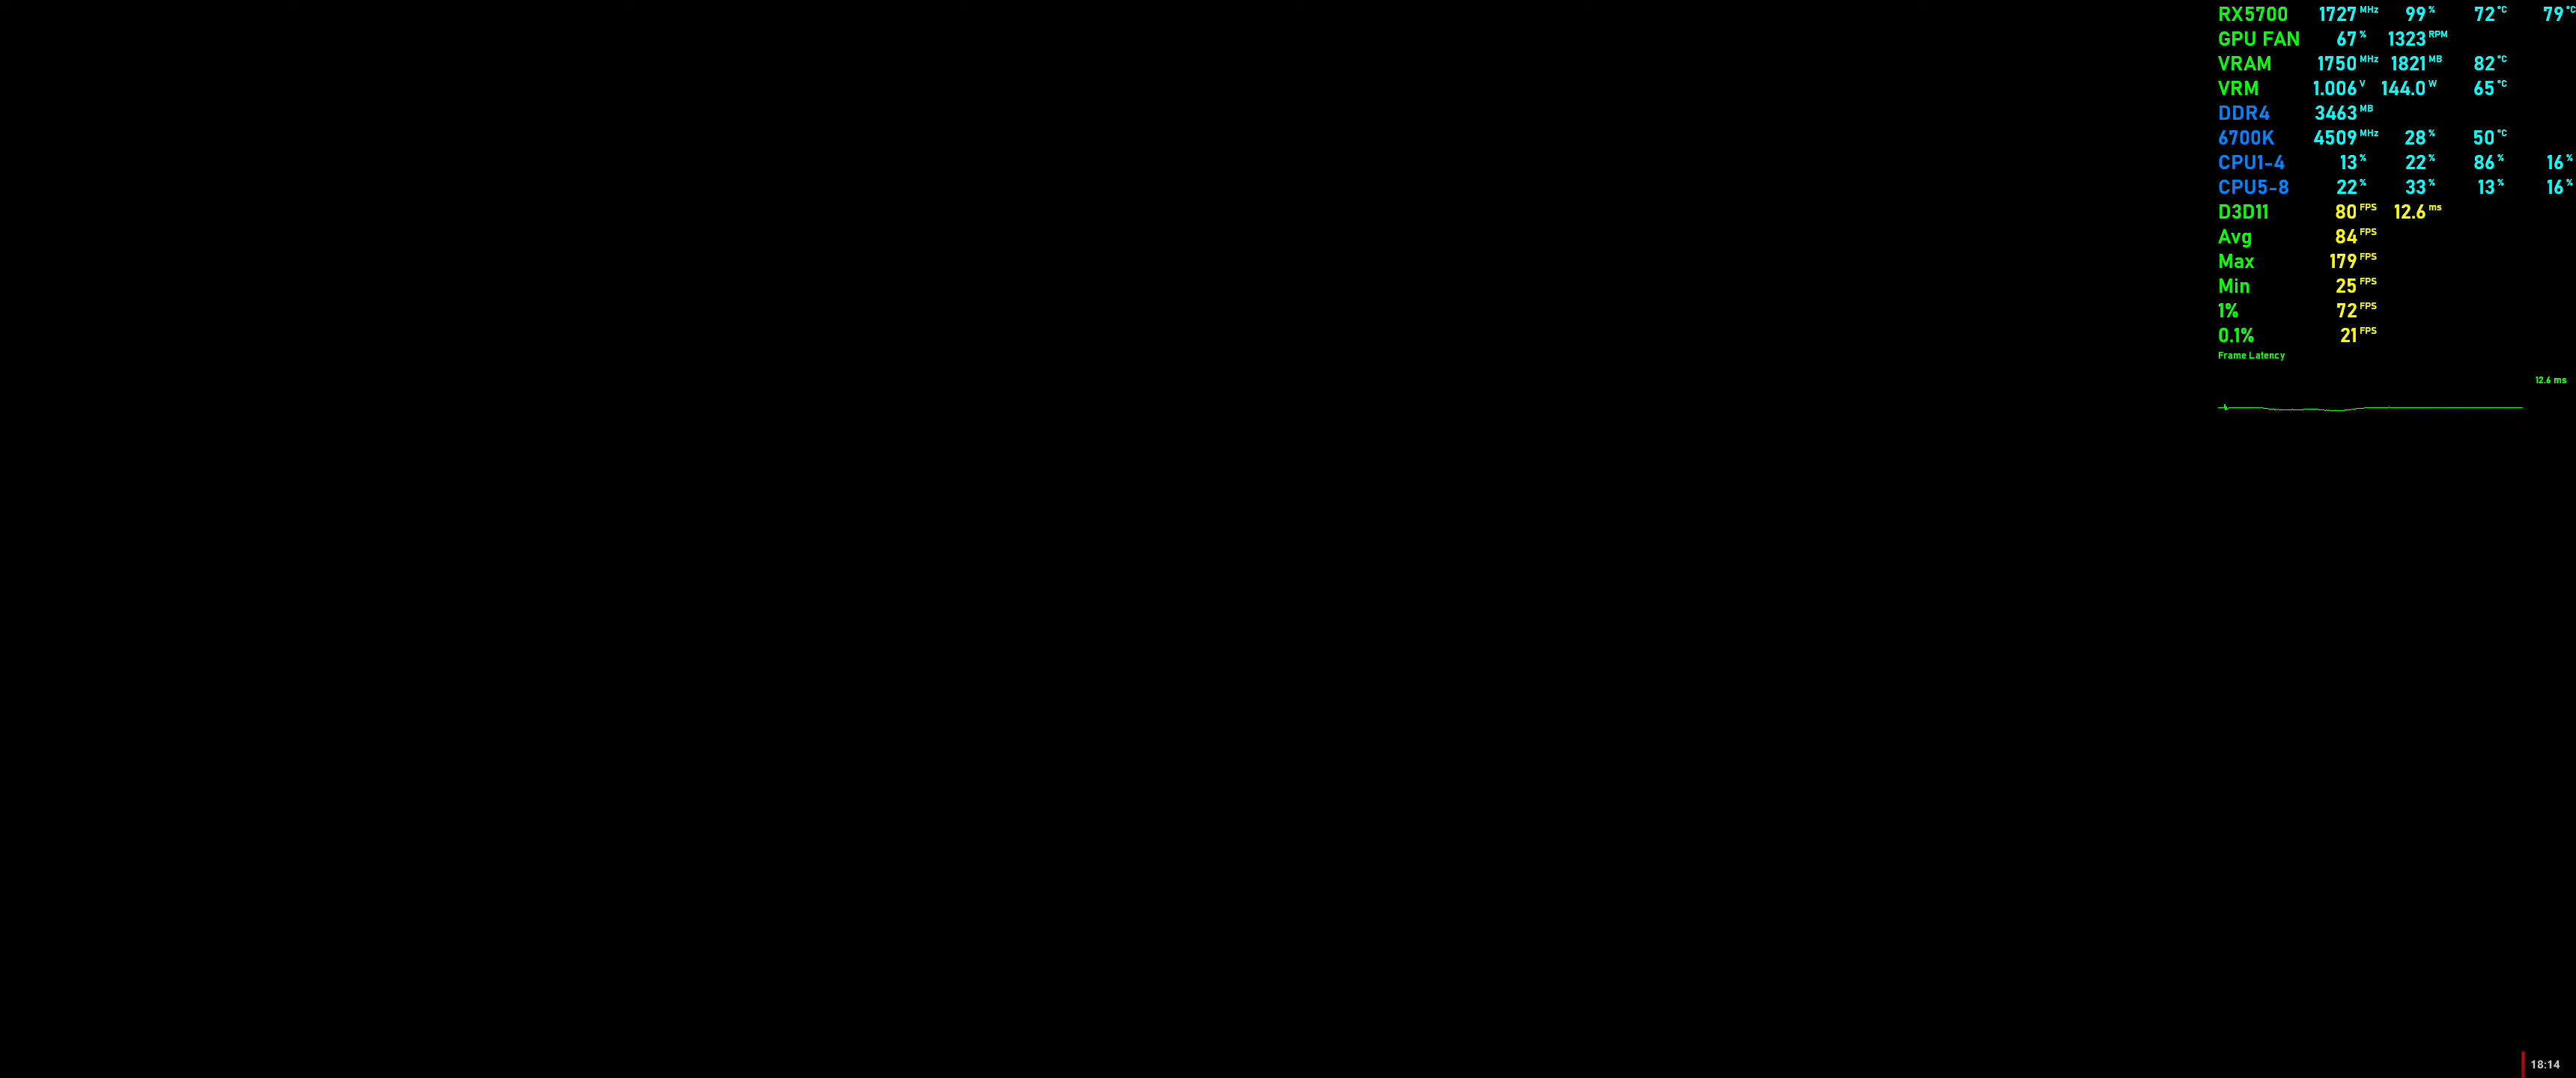 RX5700 1727 MHz 99 % 72 °C 79 °C
GPU FAN 67 % 1323 RPM
VRAM 1750 MHz 1821 MB 82 °C
VRM 1.006 V 144.0 W 65 °C
DDR4 3463 MB
6700K 4509 MHz 28 % 50 °C
CPU1-4 13 % 22 % 86 % 16 %
CPU5-8 22 % 33 % 13 % 16 %
D3D11 80 FPS 12.6 ms
Avg 84 FPS
Max 179 FPS
Min 25 FPS
1% 72 FPS
0.1% 21 FPS
Frame Latency
12.6 ms
18:14